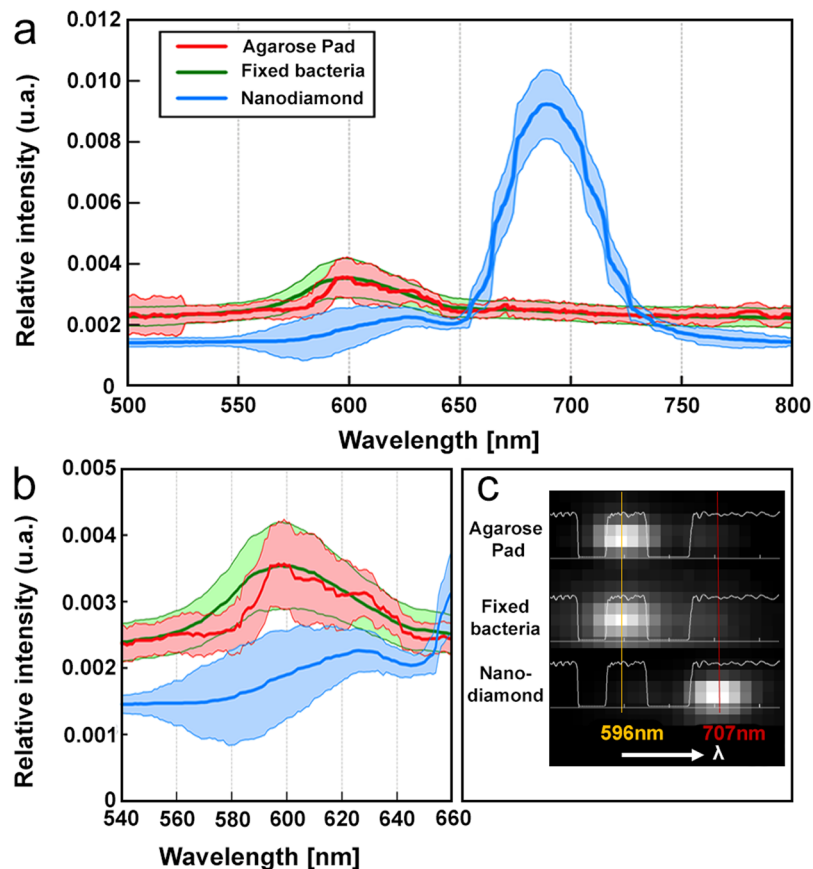 a
0.012
0.010
0.008
0.006
0.004
0.002
0
Relative intensity (u.a.)
Agarose Pad
Fixed bacteria
Nanodiamond
500 550 600 650 700 750 800
Wavelength [nm]
b
0.005
0.004
0.003
0.002
0.001
0
Relative intensity (u.a.)
540 560 580 600 620 640 660
Wavelength [nm]
c
Agarose
Pad
Fixed
bacteria
Nano-
diamond
596nm 707nm
λ